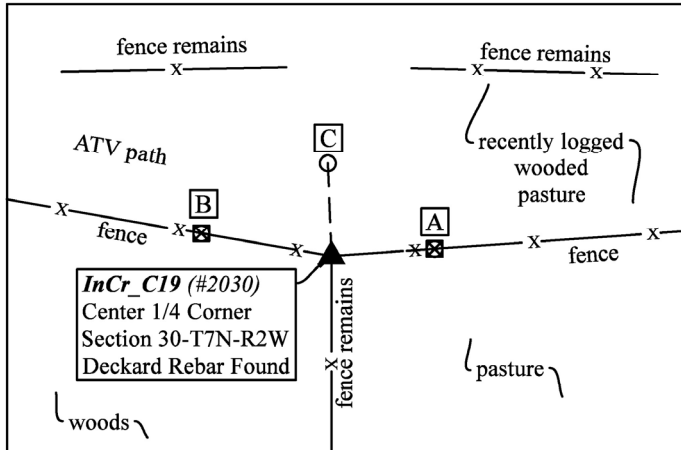 fence remains
fence remains
C
ATV path
recently logged
wooded
pasture
B
A
x
x
x
x
x
x
x
x
x
x
fence
fence
InCr_C19 (#2030)
Center 1/4 Corner
Section 30-T7N-R2W
Deckard Rebar Found
fence remains
pasture
woods